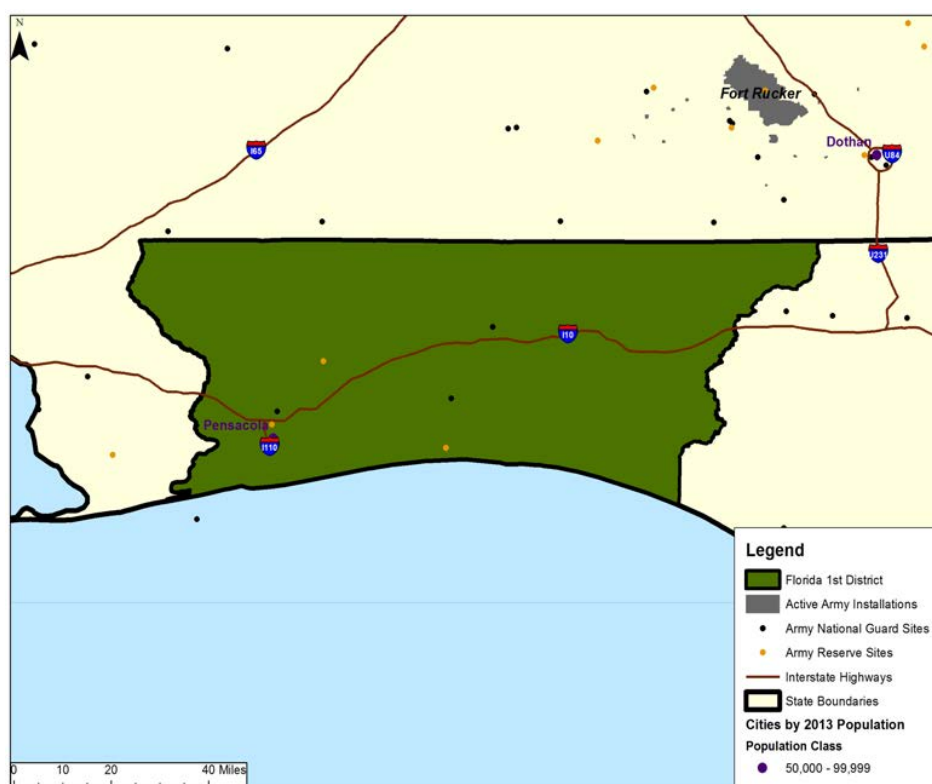 N
Fort Rucker
I65
Dothan
U84
U231
I10
Pensacola
I110
Legend
Florida 1st District
Active Army Installations
Army National Guard Sites
Army Reserve Sites
Interstate Highways
State Boundaries
Cities by 2013 Population
Population Class
50,000 - 99,999
0 10 20 40 Miles